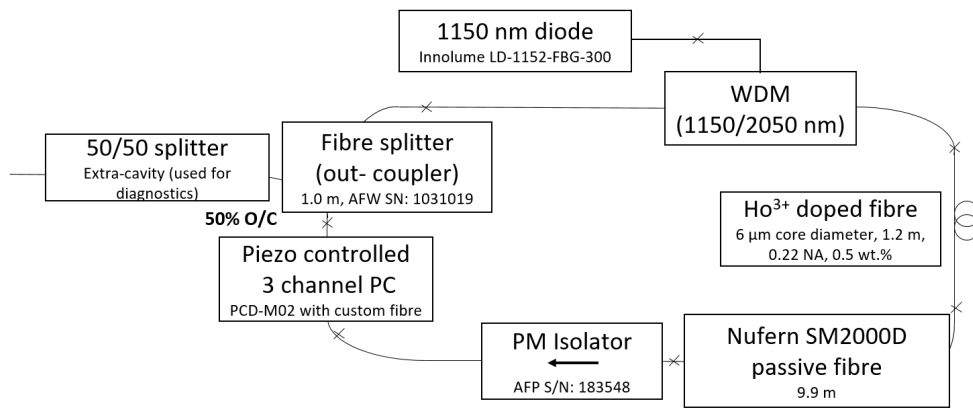 1150 nm diode
Innolume LD-1152-FBG-300
WDM
(1150/2050 nm)
50/50 splitter
Extra-cavity (used for
diagnostics)
Fibre splitter
(out- coupler)
1.0 m, AFW SN: 1031019
50% O/C
Ho³⁺ doped fibre
6 µm core diameter, 1.2 m,
0.22 NA, 0.5 wt.%
Piezo controlled
3 channel PC
PCD-M02 with custom fibre
PM Isolator
AFP S/N: 183548
Nufern SM2000D
passive fibre
9.9 m